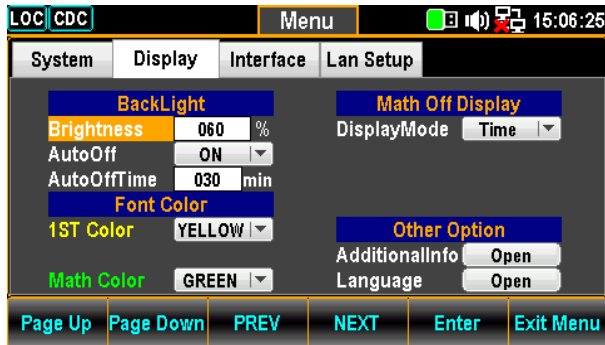 LOC CDC Menu 15:06:25
System Display Interface Lan Setup
BackLight
Brightness 060 %
AutoOff ON
AutoOffTime 030 min
Font Color
1ST Color YELLOW
Math Color GREEN
Math Off Display
DisplayMode Time
Other Option
AdditionalInfo Open
Language Open
Page Up Page Down PREV NEXT Enter Exit Menu